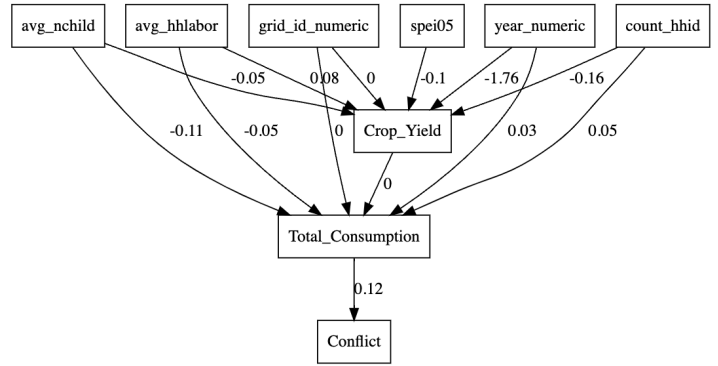 avg_nchild avg_hhlabor grid_id_numeric spei05 year_numeric count_hhid
-0.05 0.08 0 -0.1 -1.76 -0.16
-0.11 -0.05 0 Crop_Yield 0.03 0.05
0
Total_Consumption
0.12
Conflict